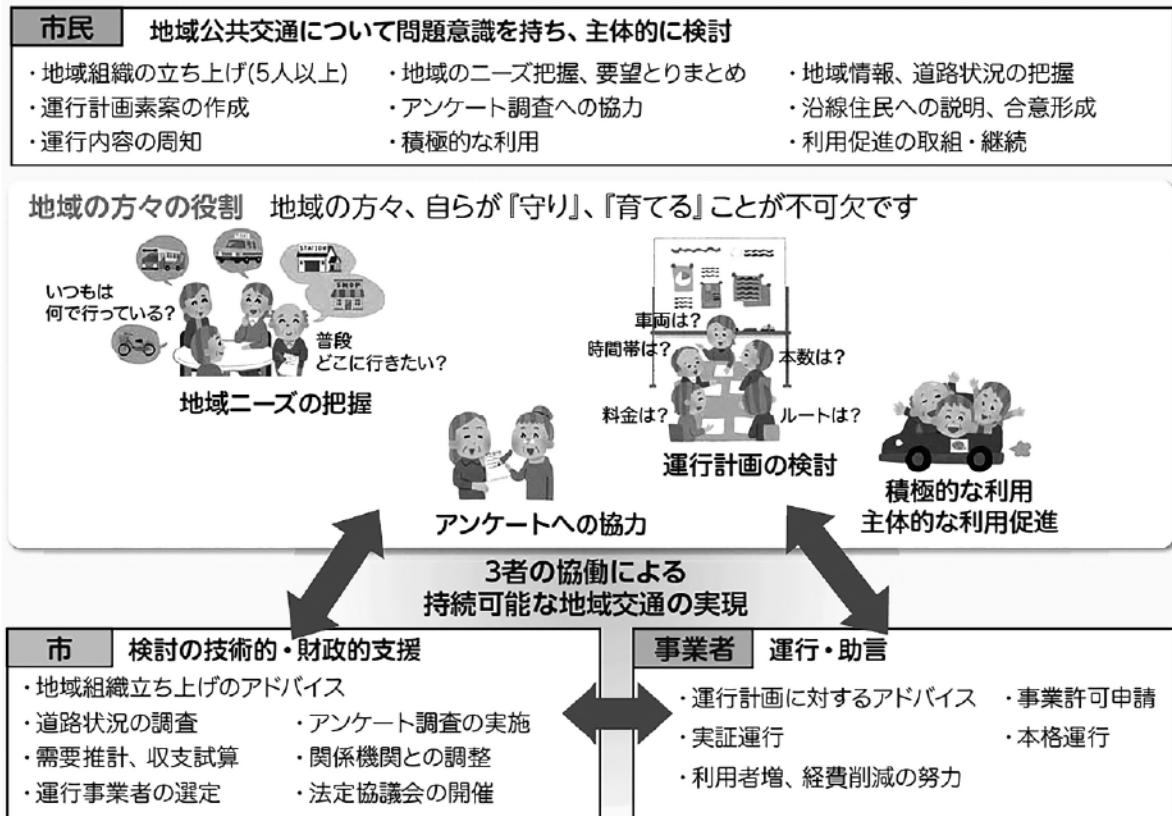 市民 地域公共交通について問題意識を持ち、主体的に検討
・地域組織の立ち上げ(5人以上)
・運行計画素案の作成
・運行内容の周知
・地域のニーズ把握、要望とりまとめ
・アンケート調査への協力
・積極的な利用
・地域情報、道路状況の把握
・沿線住民への説明、合意形成
・利用促進の取組・継続
地域の方々の役割 地域の方々、自らが『守り』、『育てる』ことが不可欠です
STATION
SHOP
いつもは
何で行っている?
普段
どこに行きたい?
地域ニーズの把握
アンケートへの協力
車両は?
時間帯は?
本数は?
料金は?
ルートは?
運行計画の検討
積極的な利用
主体的な利用促進
3者の協働による
持続可能な地域交通の実現
市 検討の技術的・財政的支援
・地域組織立ち上げのアドバイス
・道路状況の調査
・需要推計、収支試算
・運行事業者の選定
・アンケート調査の実施
・関係機関との調整
・法定協議会の開催
事業者 運行・助言
・運行計画に対するアドバイス
・実証運行
・利用者増、経費削減の努力
・事業許可申請
・本格運行